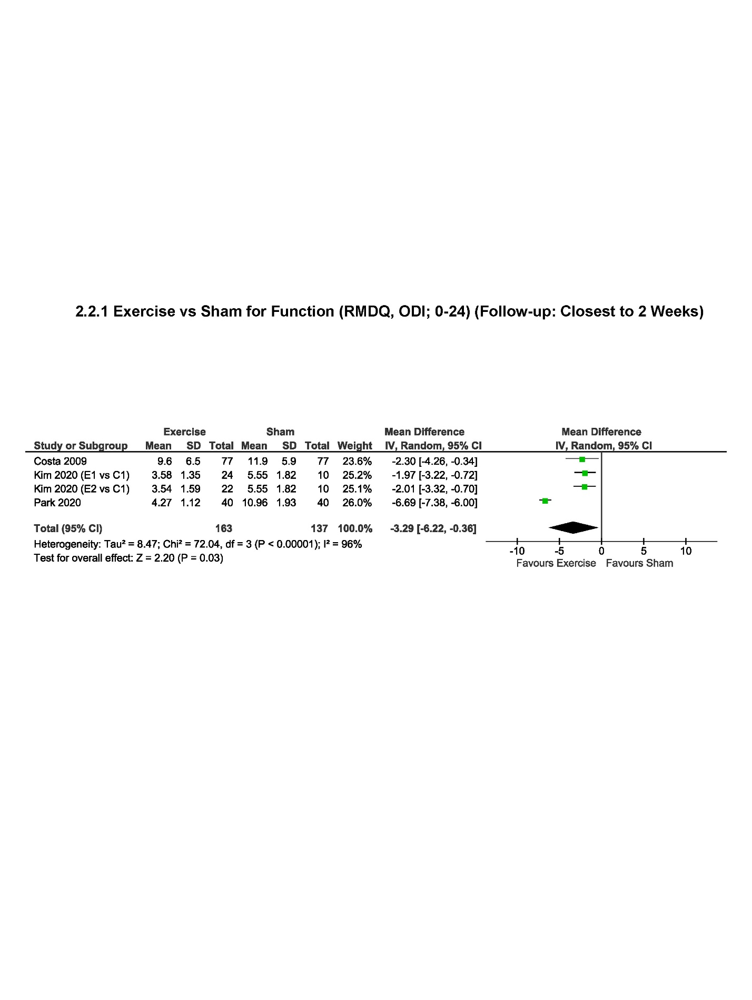 2.2.1 Exercise vs Sham for Function (RMDQ, ODI; 0-24) (Follow-up: Closest to 2 Weeks)
Exercise Sham Mean Difference Mean Difference
Study or Subgroup Mean SD Total Mean SD Total Weight IV, Random, 95% CI IV, Random, 95% CI
Costa 2009 9.6 6.5 77 11.9 5.9 77 23.6% -2.30 [-4.26, -0.34]
Kim 2020 (E1 vs C1) 3.58 1.35 24 5.55 1.82 10 25.2% -1.97 [-3.22, -0.72]
Kim 2020 (E2 vs C1) 3.54 1.59 22 5.55 1.82 10 25.1% -2.01 [-3.32, -0.70]
Park 2020 4.27 1.12 40 10.96 1.93 40 26.0% -6.69 [-7.38, -6.00]
Total (95% CI) 163 137 100.0% -3.29 [-6.22, -0.36]
Heterogeneity: Tau² = 8.47; Chi² = 72.04, df = 3 (P < 0.00001); I² = 96%
Test for overall effect: Z = 2.20 (P = 0.03)
-10 -5 0 5 10
Favours Exercise Favours Sham